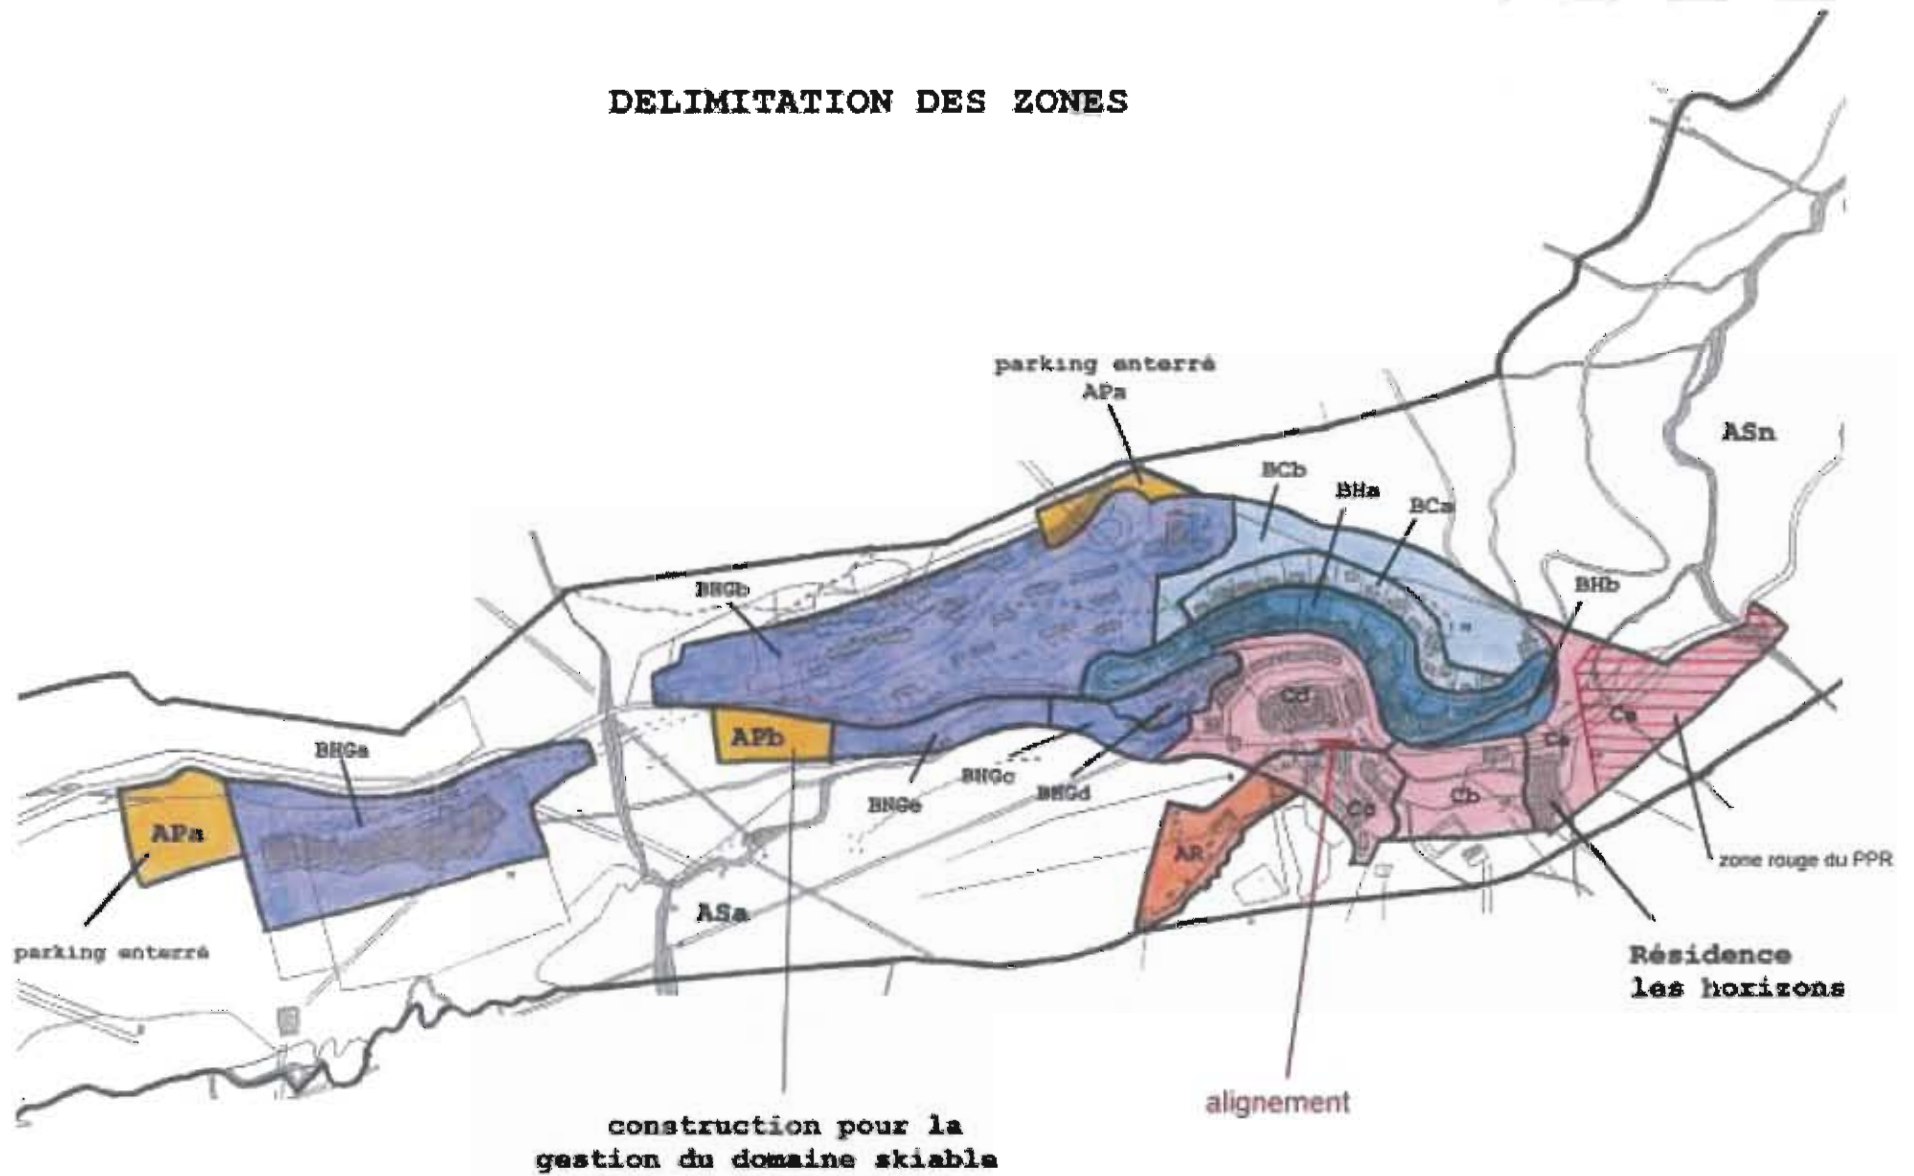 DELIMITATION DES ZONES
parking enterré
APa
ASn
BCb
BHa
BCa
BHGb
BHb
Cd
Ca
APb
BHGa
Ca
BHGc
BHGe
BHGd
Cb
Cc
APa
AR
zone rouge du PPR
ASa
parking enterré
Résidence
les horizons
alignement
construction pour la
gestion du domaine skiable